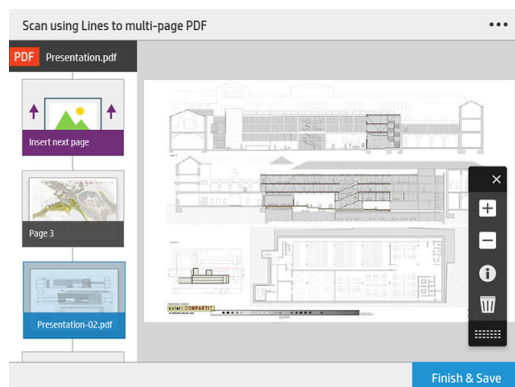 Scan using Lines to multi-page PDF
PDF Presentation.pdf
Insert next page
Page 3
Presentation-02.pdf
COMPARTIR
Finish & Save